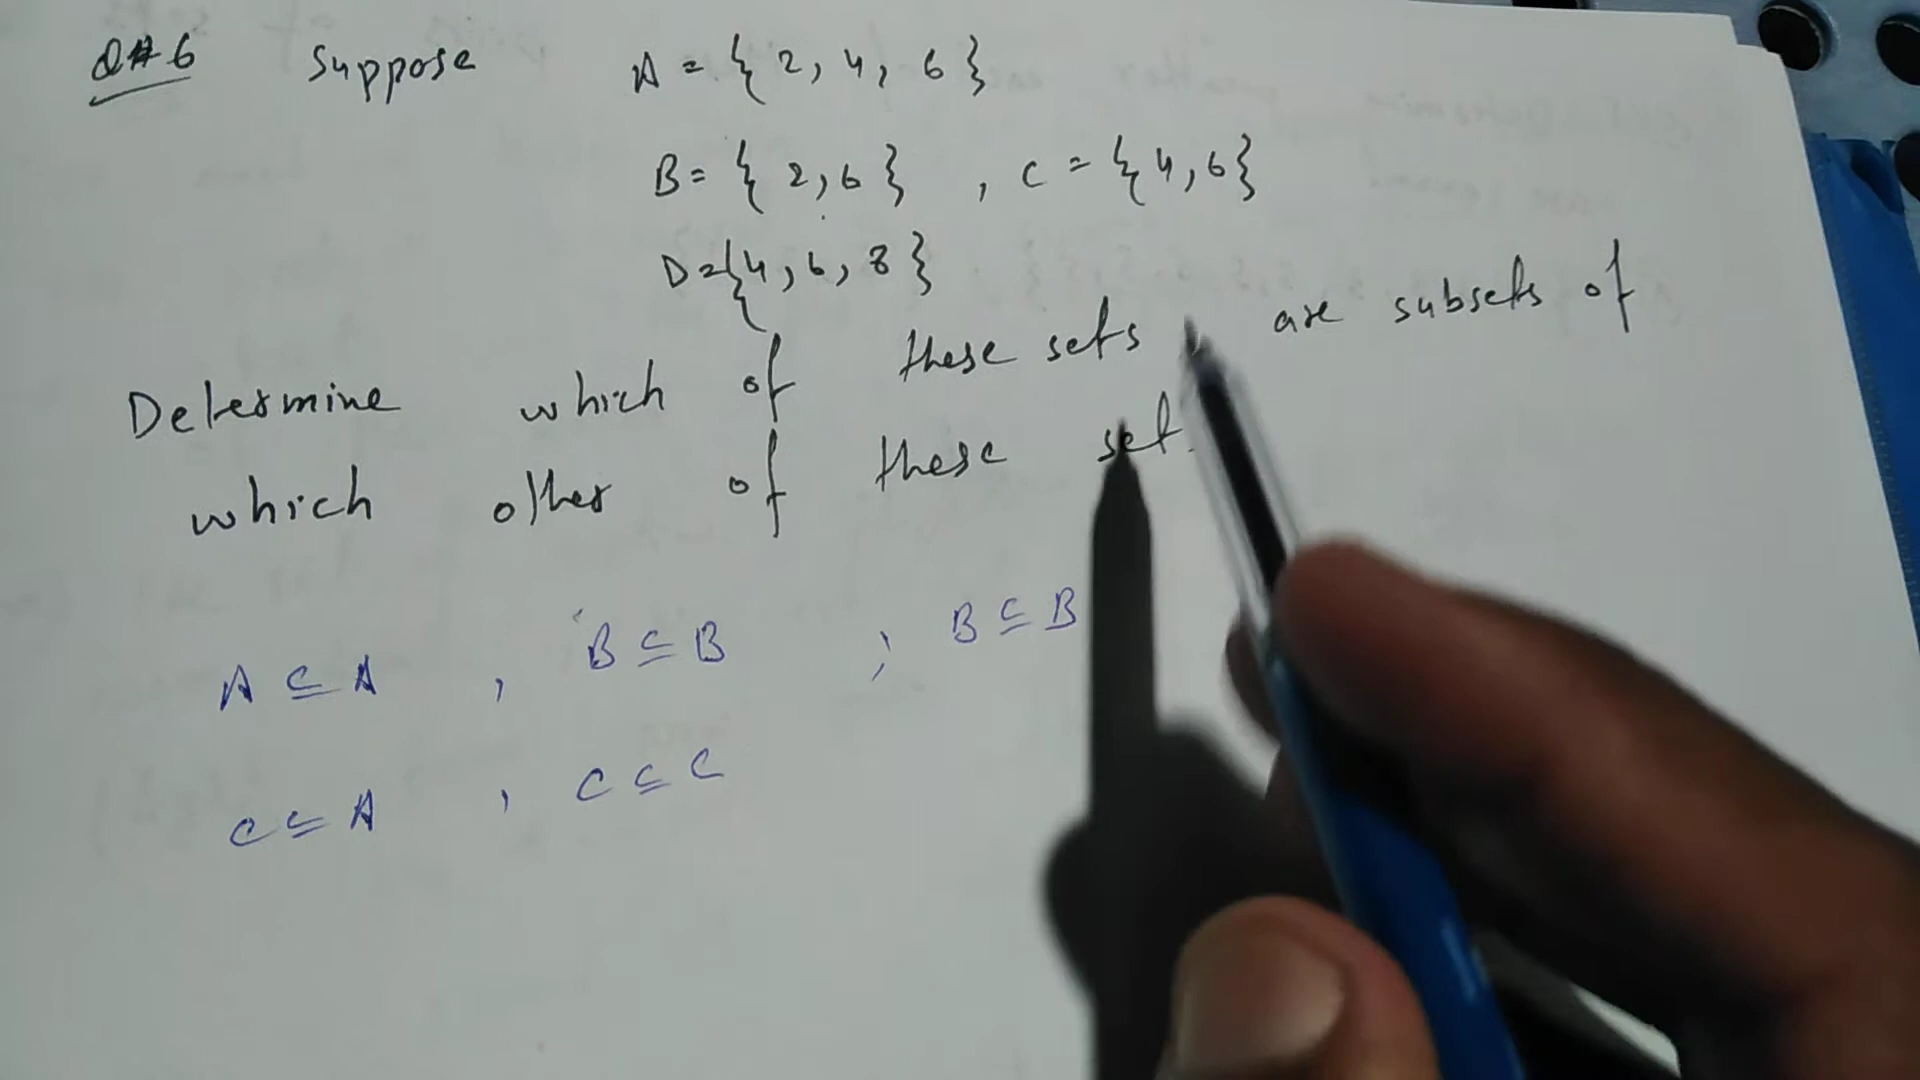 Q#6 Suppose A = { 2, 4, 6 }
B = { 2, 6 } , C = { 4, 6 }
D = { 4, 6, 8 }
Determine which of these sets are subsets of
which other of these set.
A ⊆ A , B ⊆ B , B ⊆ B
C ⊆ A , C ⊆ C